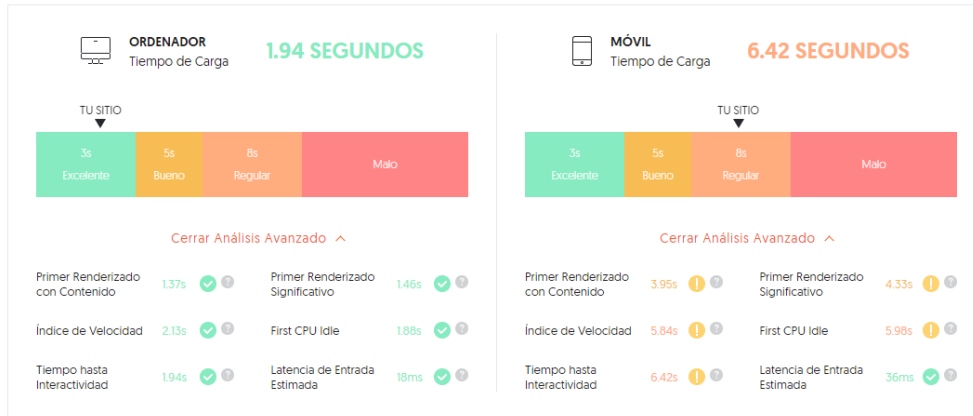 ORDENADOR
Tiempo de Carga
1.94 SEGUNDOS
TU SITIO
3s
Excelente
5s
Bueno
8s
Regular
Malo
Cerrar Análisis Avanzado
Primer Renderizado
con Contenido
1.37s
Primer Renderizado
Significativo
1.46s
Índice de Velocidad
2.13s
First CPU Idle
1.88s
Tiempo hasta
Interactividad
1.94s
Latencia de Entrada
Estimada
18ms
MÓVIL
Tiempo de Carga
6.42 SEGUNDOS
TU SITIO
3s
Excelente
5s
Bueno
8s
Regular
Malo
Cerrar Análisis Avanzado
Primer Renderizado
con Contenido
3.95s
Primer Renderizado
Significativo
4.33s
Índice de Velocidad
5.84s
First CPU Idle
5.98s
Tiempo hasta
Interactividad
6.42s
Latencia de Entrada
Estimada
36ms